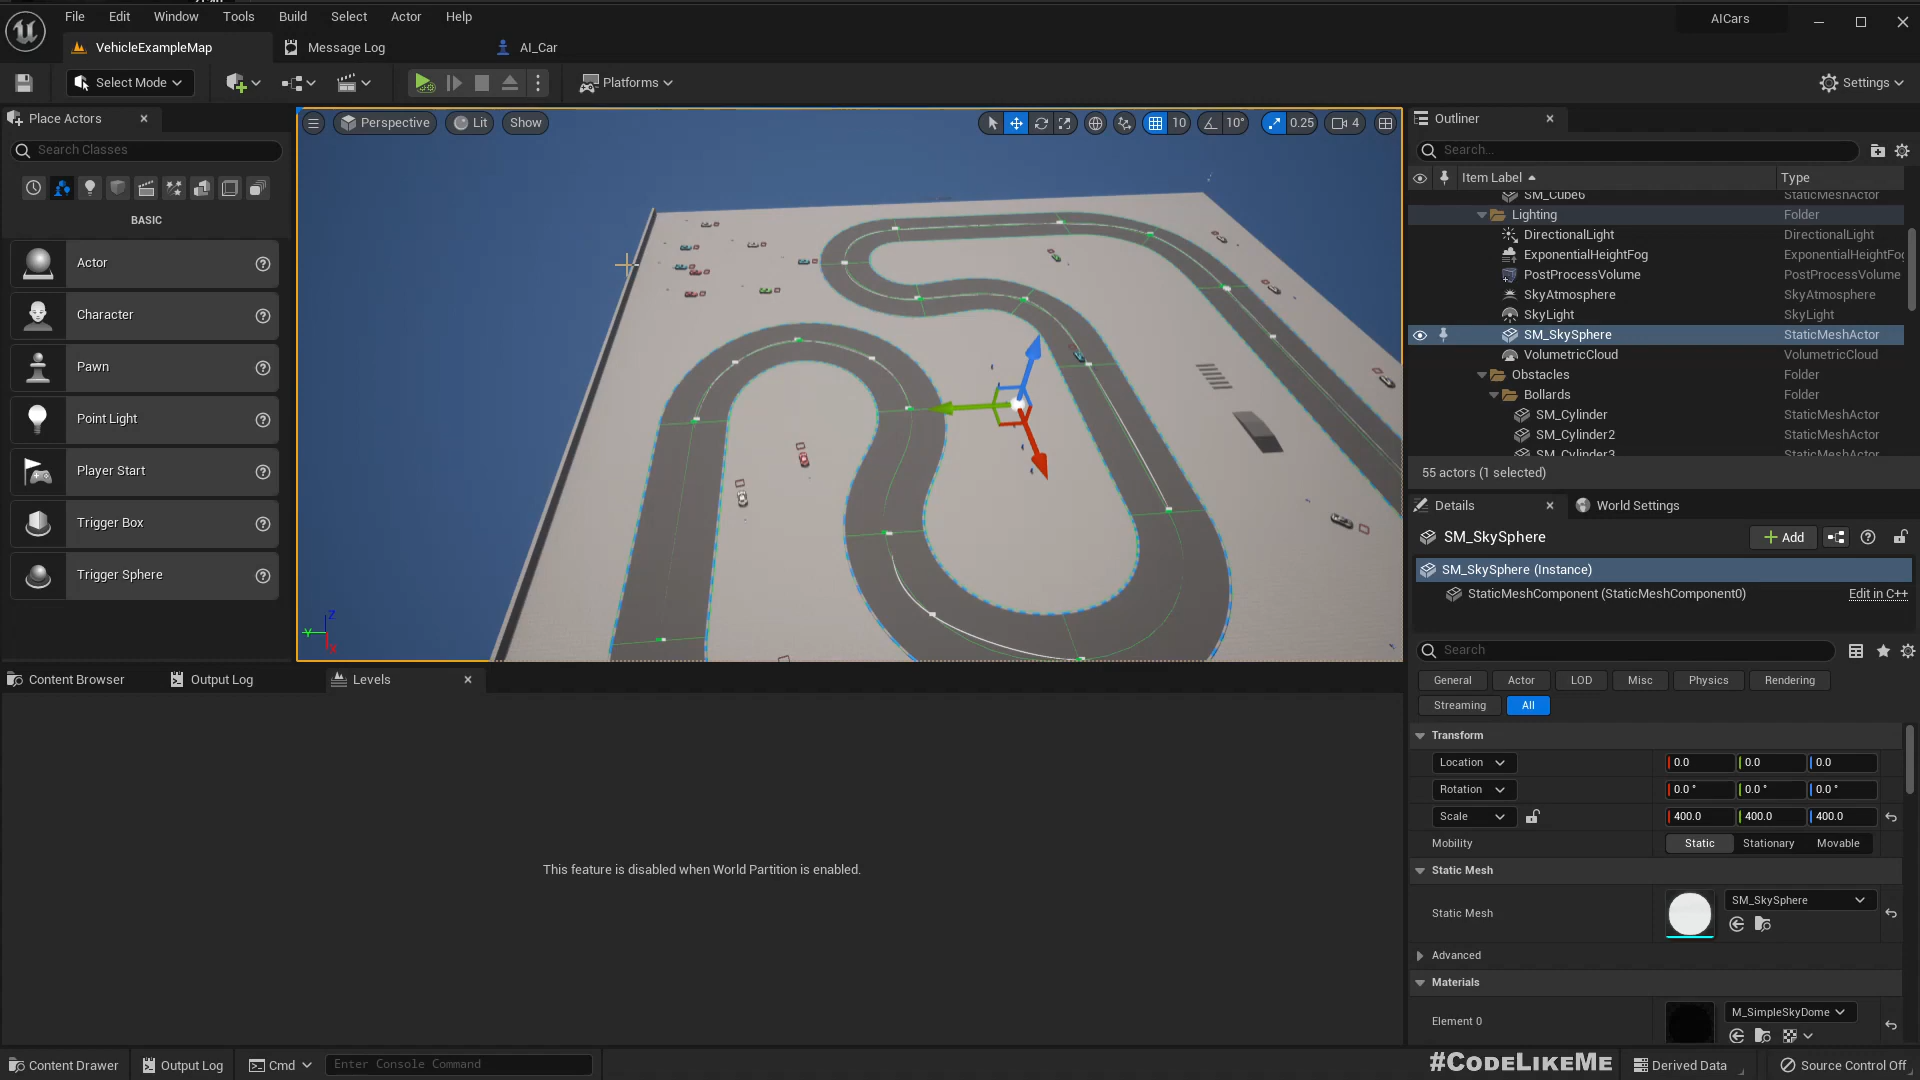 File Edit Window Tools Build Select Actor Help
AICars
VehicleExampleMap
Message Log
AI_Car
Select Mode
Platforms
Settings
Place Actors
Search Classes
BASIC
Actor
Character
Pawn
Point Light
Player Start
Trigger Box
Trigger Sphere
Perspective
Lit
Show
10
10°
0.25
4
Z
Y
X
Outliner
Search...
Item Label
Type
SM_Cube6 StaticMeshActor
Lighting Folder
DirectionalLight DirectionalLight
ExponentialHeightFog ExponentialHeightFog
PostProcessVolume PostProcessVolume
SkyAtmosphere SkyAtmosphere
SkyLight SkyLight
SM_SkySphere StaticMeshActor
VolumetricCloud VolumetricCloud
Obstacles Folder
Bollards Folder
SM_Cylinder StaticMeshActor
SM_Cylinder2 StaticMeshActor
SM_Cylinder3 StaticMeshActor
55 actors (1 selected)
Details
World Settings
SM_SkySphere
Add
SM_SkySphere (Instance)
StaticMeshComponent (StaticMeshComponent0)
Edit in C++
Search
General Actor LOD Misc Physics Rendering
Streaming All
Transform
Location 0.0 0.0 0.0
Rotation 0.0 ° 0.0 ° 0.0 °
Scale 400.0 400.0 400.0
Mobility Static Stationary Movable
Static Mesh
Static Mesh SM_SkySphere
Advanced
Materials
Element 0 M_SimpleSkyDome
Content Browser
Output Log
Levels
This feature is disabled when World Partition is enabled.
Content Drawer
Output Log
Cmd
Enter Console Command
#CODELIKEME
Derived Data
Source Control Off